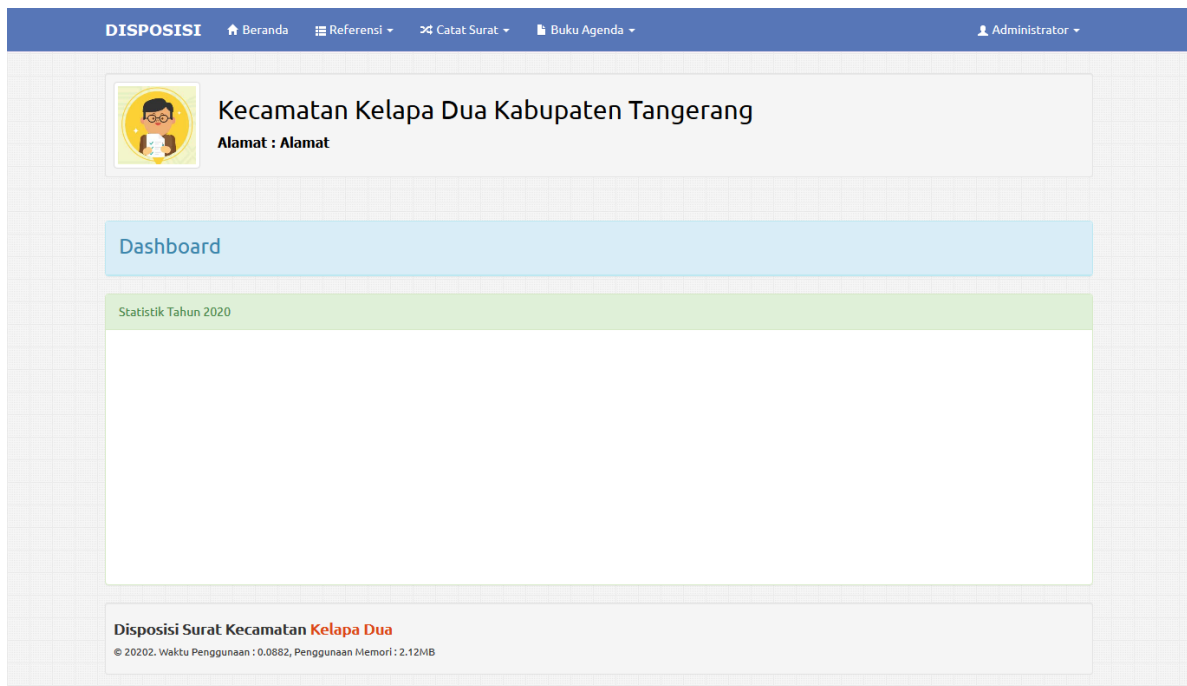 DISPOSISI Beranda Referensi Catat Surat Buku Agenda Administrator
Kecamatan Kelapa Dua Kabupaten Tangerang
Alamat : Alamat
Dashboard
Statistik Tahun 2020
Disposisi Surat Kecamatan Kelapa Dua
© 20202. Waktu Penggunaan : 0.0882, Penggunaan Memori : 2.12MB